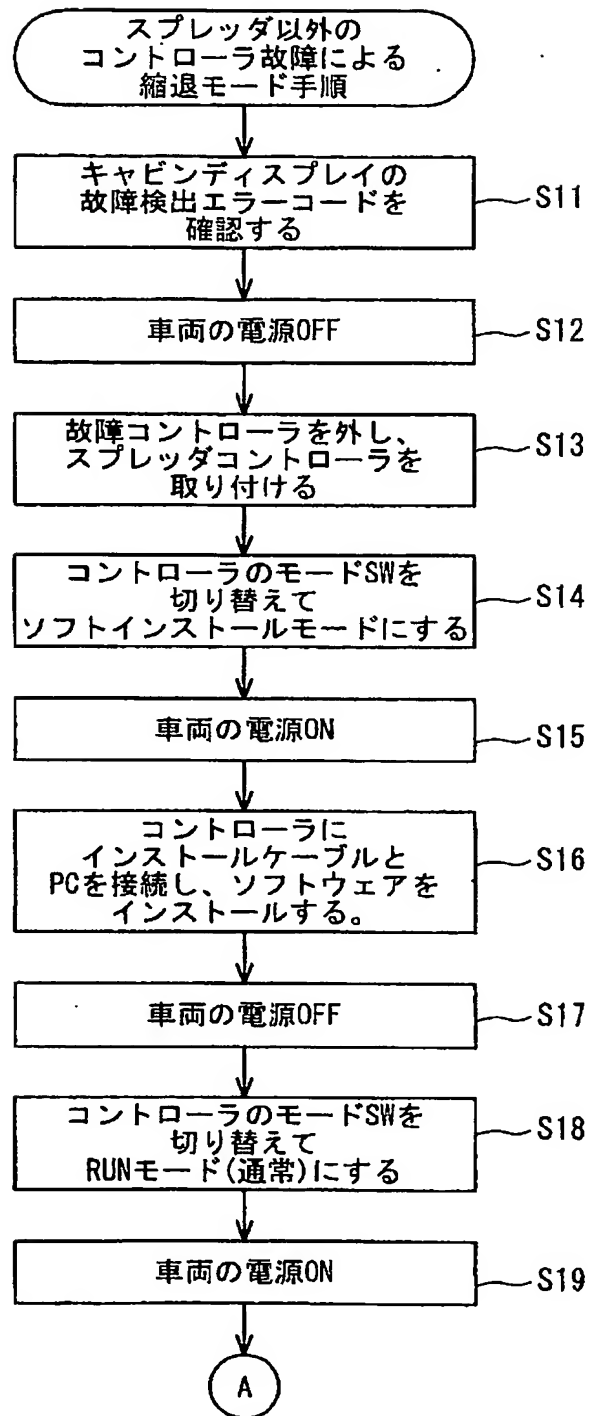 スプレッダ以外の
コントローラ故障による
縮退モード手順
キャビンディスプレイの
故障検出エラーコードを
確認する
S11
車両の電源OFF
S12
故障コントローラを外し、
スプレッダコントローラを
取り付ける
S13
コントローラのモードSWを
切り替えて
ソフトインストールモードにする
S14
車両の電源ON
S15
コントローラに
インストールケーブルと
PCを接続し、ソフトウェアを
インストールする。
S16
車両の電源OFF
S17
コントローラのモードSWを
切り替えて
RUNモード(通常)にする
S18
車両の電源ON
S19
A